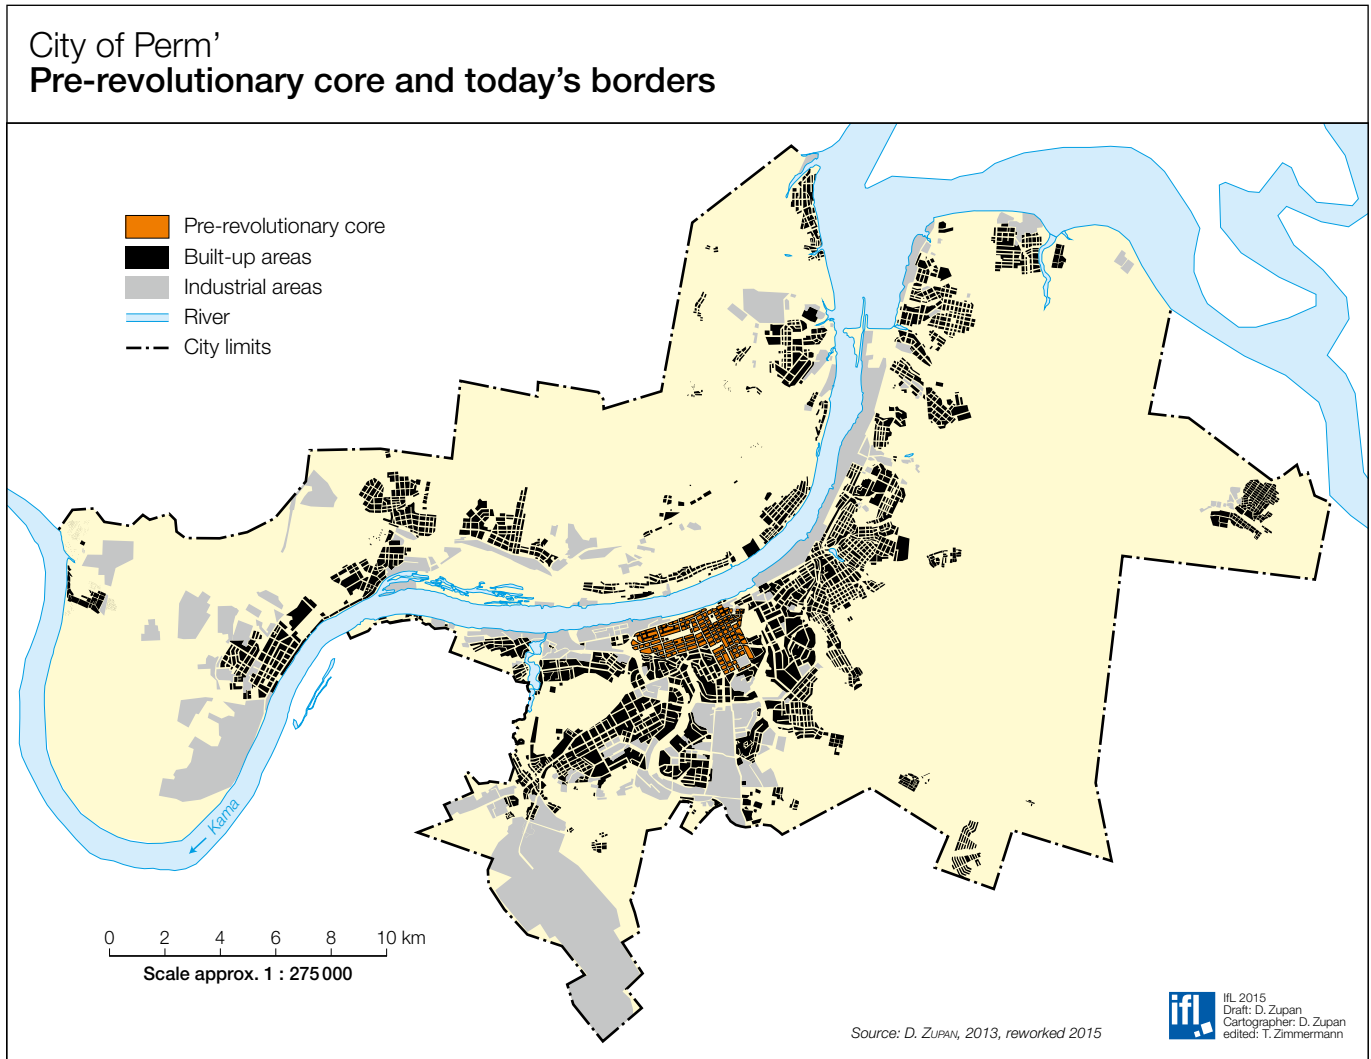 City of Perm’
Pre-revolutionary core and today’s borders
Pre-revolutionary core
Built-up areas
Industrial areas
River
City limits
Kama
0 2 4 6 8 10 km
Scale approx. 1 : 275 000
Source: D. ZUPAN, 2013, reworked 2015
ifl
IfL 2015
Draft: D. Zupan
Cartographer: D. Zupan
edited: T. Zimmermann